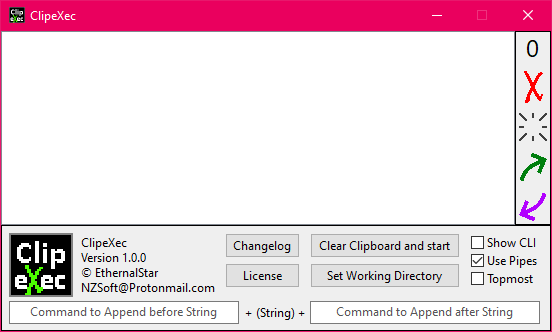 ClipeXec
0
Clip
eXec
ClipeXec
Version 1.0.0
© EthernalStar
NZSoft@Protonmail.com
Changelog
Clear Clipboard and start
Show CLI
Use Pipes
License
Set Working Directory
Topmost
Command to Append before String
+ (String) +
Command to Append after String